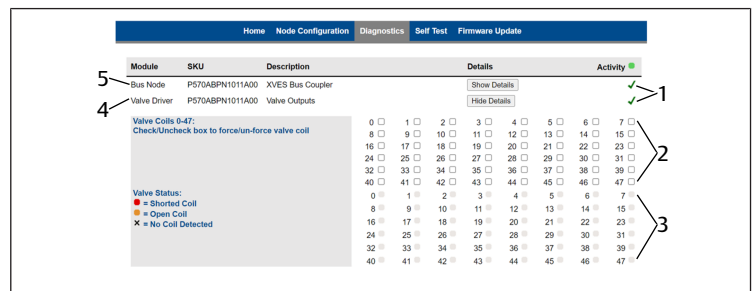 Home Node Configuration Diagnostics Self Test Firmware Update
Module SKU Description Details Activity
5 Bus Node P570ABPN1011A00 XVES Bus Coupler Show Details 1
4 Valve Driver P570ABPN1011A00 Valve Outputs Hide Details
Valve Coils 0-47: 0 1 2 3 4 5 6 7
Check/Uncheck box to force/un-force valve coil
8 9 10 11 12 13 14 15
16 17 18 19 20 21 22 23
2
24 25 26 27 28 29 30 31
32 33 34 35 36 37 38 39
40 41 42 43 44 45 46 47
Valve Status: 0 1 2 3 4 5 6 7
= Shorted Coil
= Open Coil 8 9 10 11 12 13 14 15
× = No Coil Detected 16 17 18 19 20 21 22 23
3
24 25 26 27 28 29 30 31
32 33 34 35 36 37 38 39
40 41 42 43 44 45 46 47